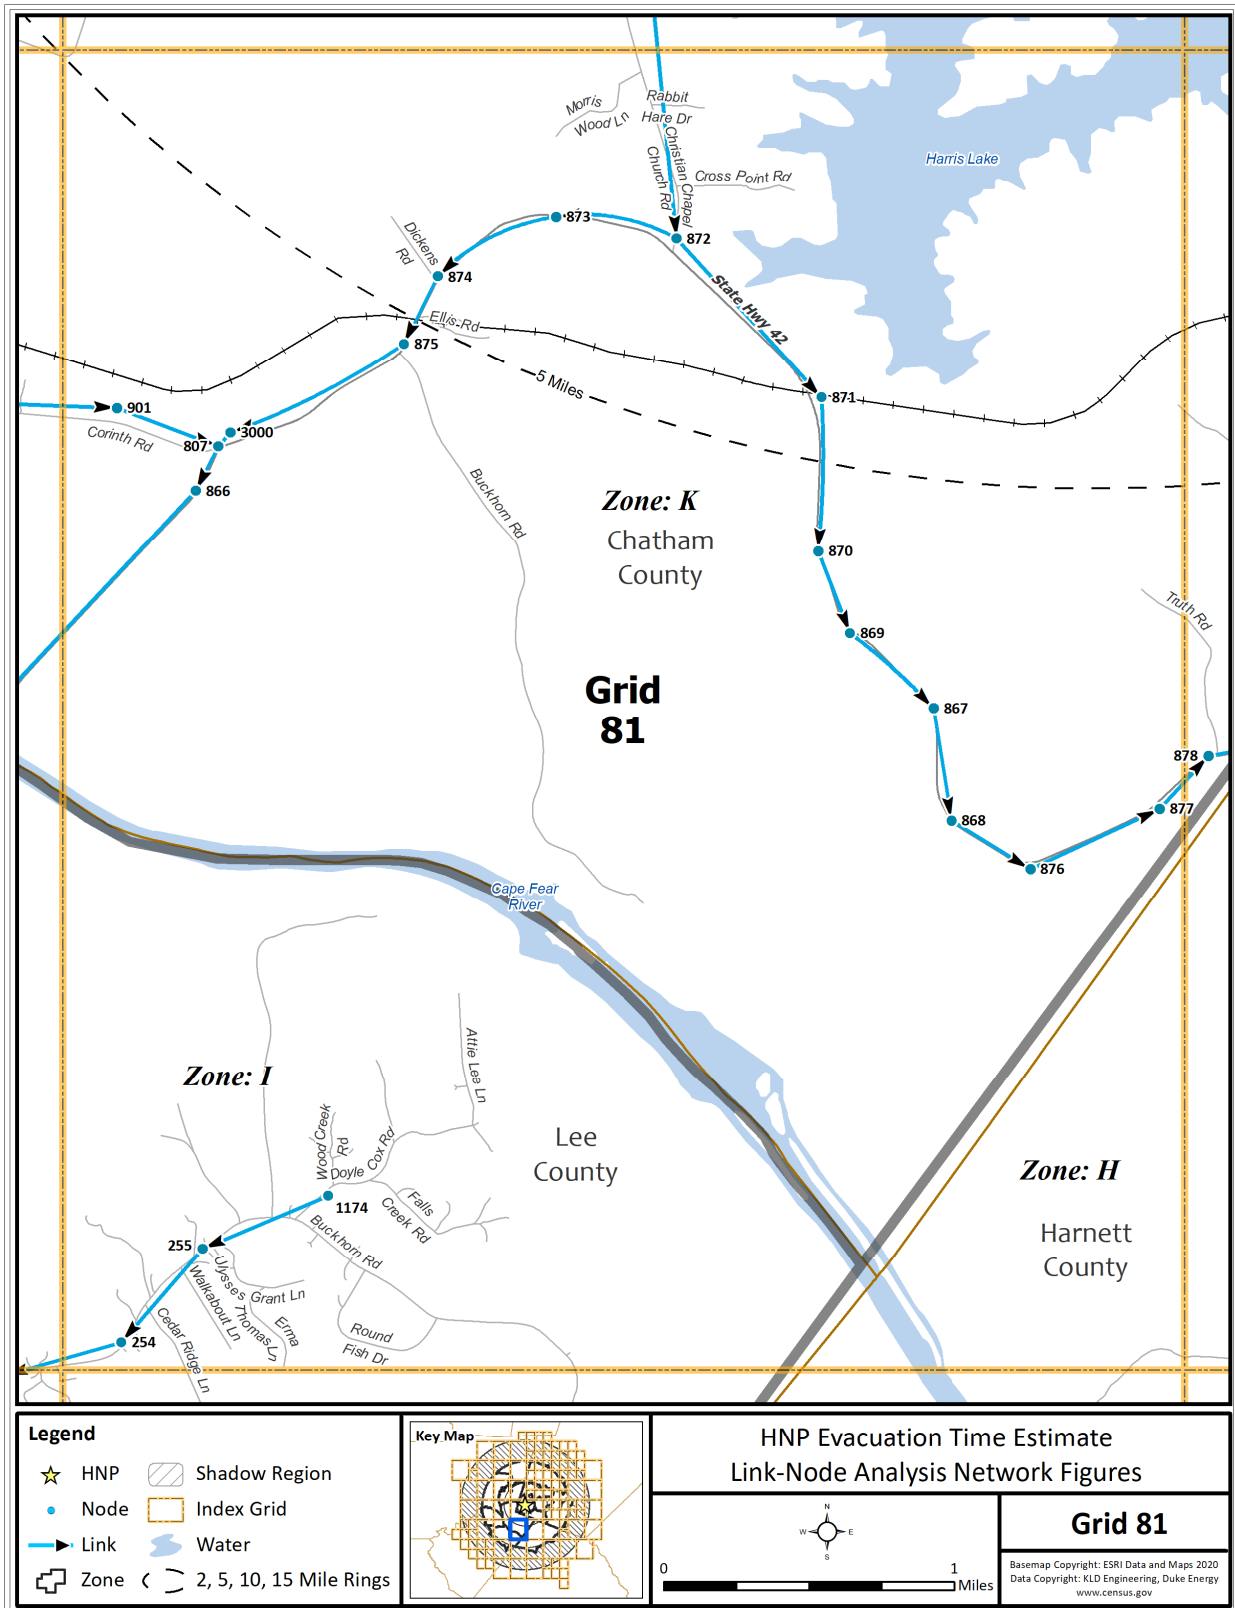 Morris
Wood Ln
Rabbit
Hare Dr
Christian Chapel
Church Rd
Cross Point Rd
Harris Lake
873
872
Dickens
Rd
874
State Hwy 42
Ellis Rd
875
5 Miles
871
901
Corinth Rd
3000
807
866
Buckhorn Rd
Zone: K
Chatham
County
870
869
Truth Rd
Grid
81
867
878
877
868
876
Cape Fear
River
Attie Lea Ln
Zone: I
Wood Creek
Rd
Doyle
Cox Rd
Lee
County
Falls
Creek Rd
1174
Zone: H
Harnett
County
255
Buckhorn Rd
Ulysses
Grant Ln
Walkabout Ln
Thomas Ln
Erma
Cedar Ridge Ln
254
Round
Fish Dr
Legend
HNP
Shadow Region
Node
Index Grid
Link
Water
Zone
2, 5, 10, 15 Mile Rings
Key Map
HNP Evacuation Time Estimate
Link-Node Analysis Network Figures
N
W E
S
0 1
Miles
Grid 81
Basemap Copyright: ESRI Data and Maps 2020
Data Copyright: KLD Engineering, Duke Energy
www.census.gov